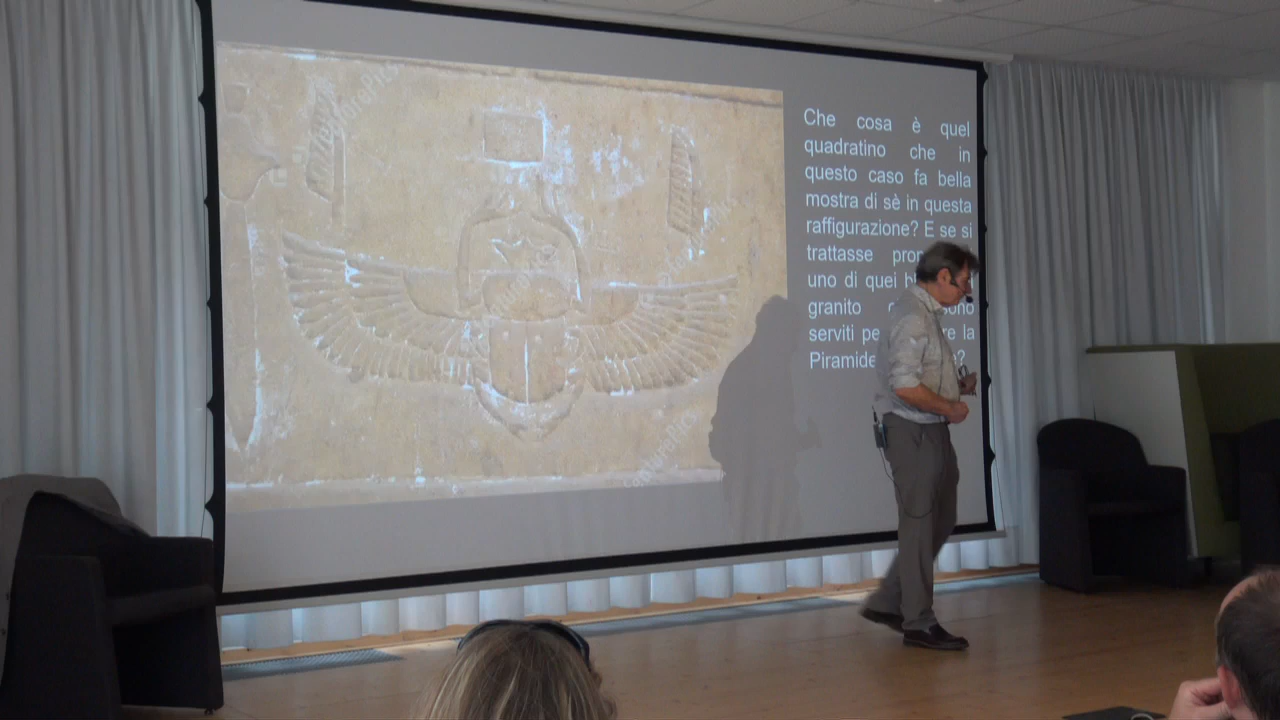 Che cosa è quel
quadratino che in
questo caso fa bella
mostra di sè in questa
raffigurazione? E se si
trattasse
uno di quei
granito
serviti la
Piramide